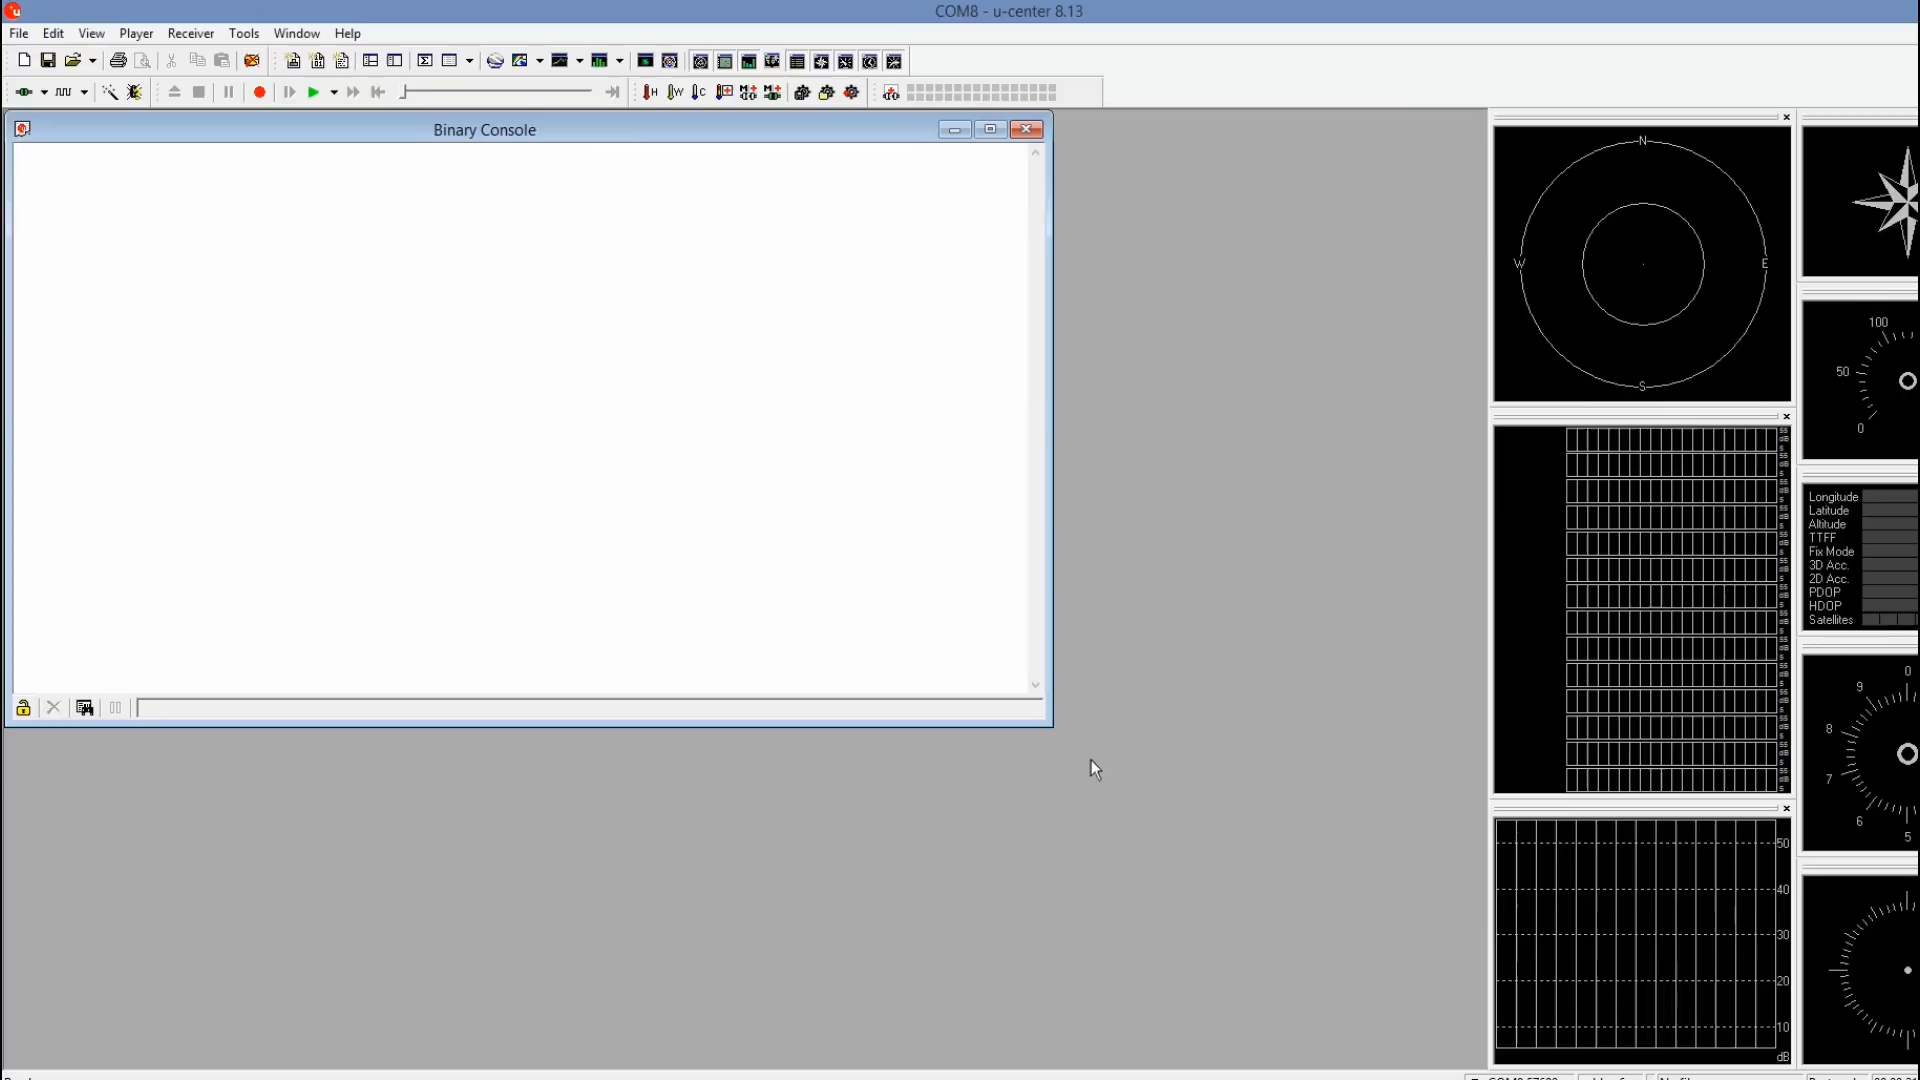 COM8 - u-center 8.13
File Edit View Player Receiver Tools Window Help
Binary Console
N
W E
S
100
50
0
55
dB
Longitude
Latitude
Altitude
TTFF
Fix Mode
3D Acc.
2D Acc.
PDOP
HDOP
Satellites
0
9
8
7
6
5
50
40
30
20
10
dB